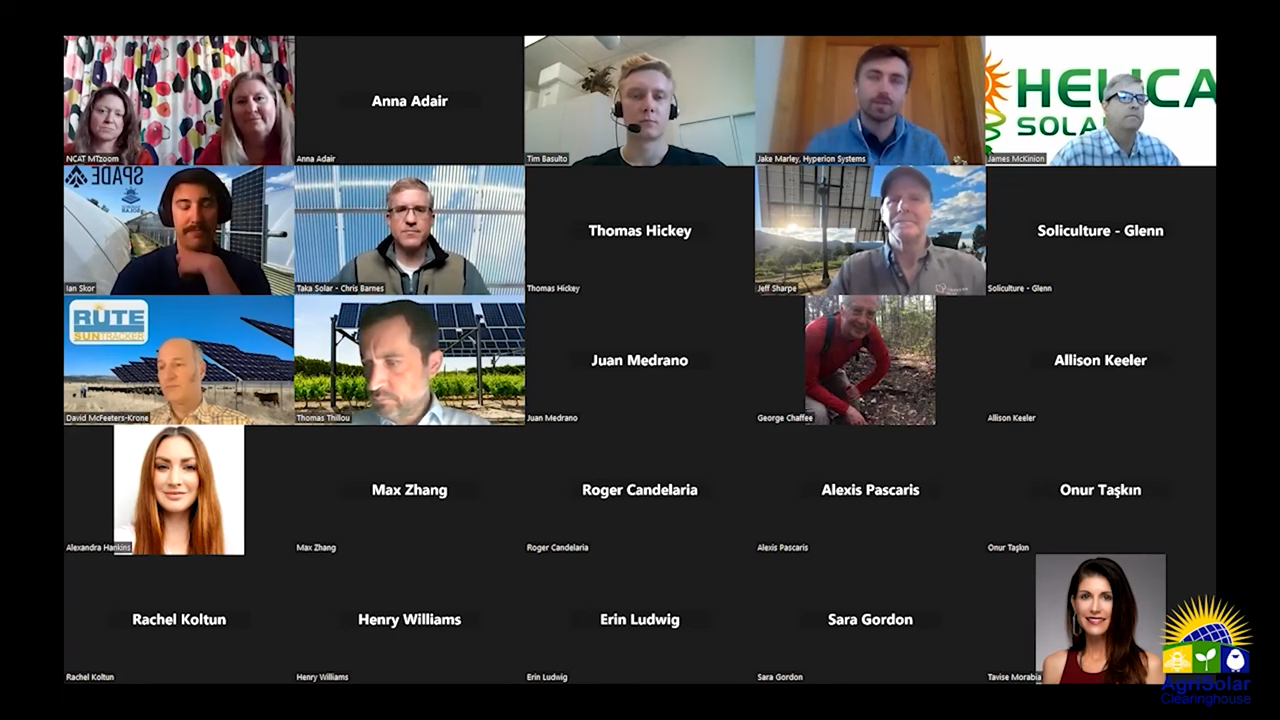 NCAT MTzoom
Anna Adair
Anna Adair
Tim Basulto
Jake Marley, Hyperion Systems
HELICA
SOLA
James McKinion
SPADE
SOLAR
Ian Skor
Taka Solar - Chris Barnes
Thomas Hickey
Thomas Hickey
Jeff Sharpe
Soliculture - Glenn
Soliculture - Glenn
RUTE
SUNTRACKER
David McFeeters-Krone
Thomas Thillou
Juan Medrano
Juan Medrano
George Chaffee
Allison Keeler
Allison Keeler
Alexandra Hankins
Max Zhang
Max Zhang
Roger Candelaria
Roger Candelaria
Alexis Pascaris
Alexis Pascaris
Onur Taşkın
Onur Taşkın
Rachel Koltun
Rachel Koltun
Henry Williams
Henry Williams
Erin Ludwig
Erin Ludwig
Sara Gordon
Sara Gordon
Tavise Morabia
AgriSolar
Clearinghouse